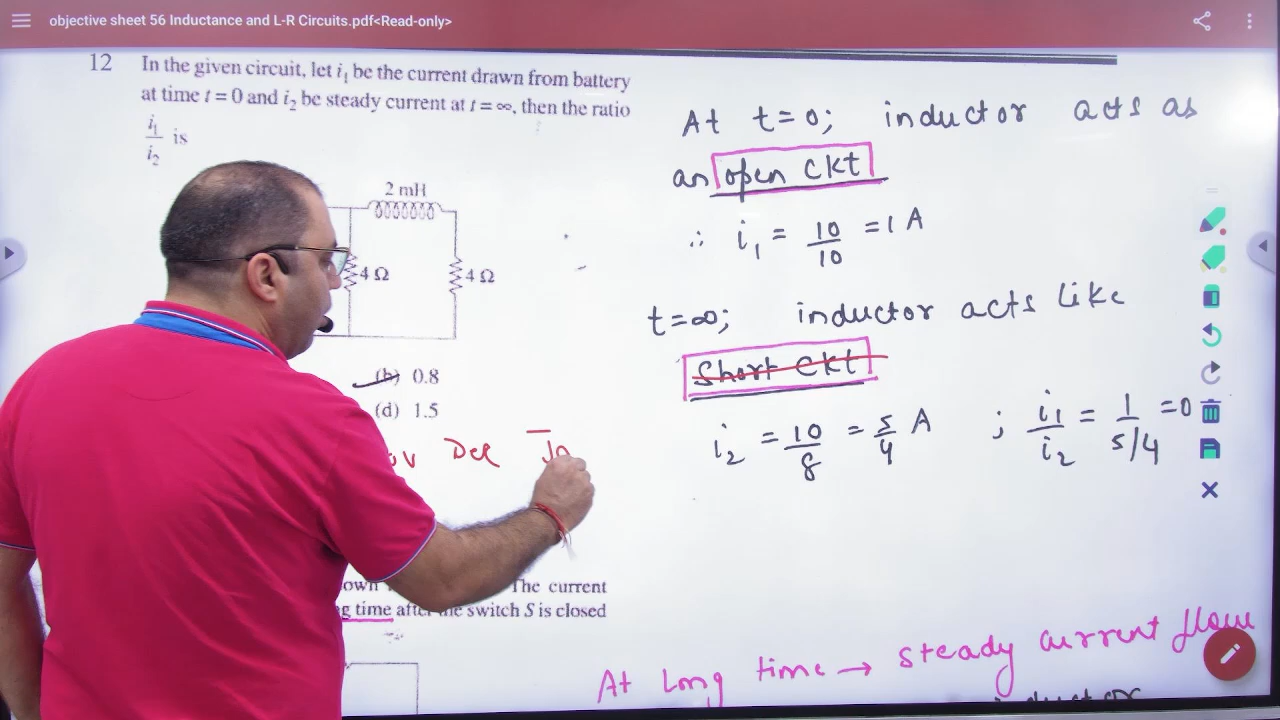 objective sheet 56 Inductance and L-R Circuits.pdf<Read-only>
12 In the given circuit, let i₁ be the current drawn from battery
at time t = 0 and i₂ be steady current at t = ∞, then the ratio
i₁/i₂ is
2 mH
4 Ω
4 Ω
(b) 0.8
(d) 1.5
ov Dec
The current
g time after the switch S is closed
At t=0; inductor acts as
an open ckt
∴ i₁ = 10/10 = 1 A
t=∞; inductor acts like
Short ckt
i₂ = 10/8 = 5/4 A ; i₁/i₂ = 1/5/4 = 0
At long time → steady current flow
inductor